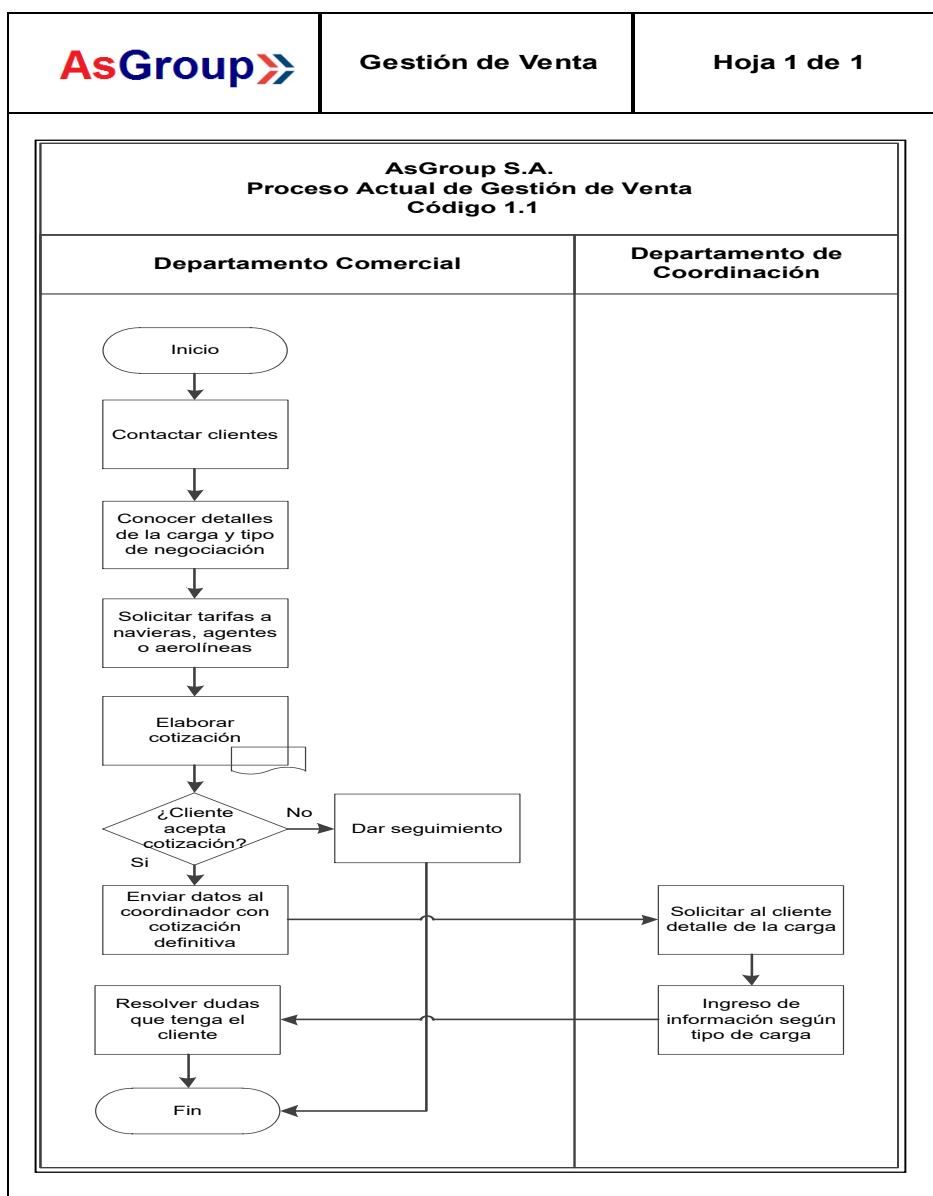 AsGroup
Gestión de Venta
Hoja 1 de 1
AsGroup S.A.
Proceso Actual de Gestión de Venta
Código 1.1
Departamento Comercial
Departamento de
Coordinación
Inicio
Contactar clientes
Conocer detalles
de la carga y tipo
de negociación
Solicitar tarifas a
navieras, agentes
o aerolíneas
Elaborar
cotización
¿Cliente
acepta
cotización?
No
Dar seguimiento
Si
Enviar datos al
coordinador con
cotización
definitiva
Solicitar al cliente
detalle de la carga
Ingreso de
información según
tipo de carga
Resolver dudas
que tenga el
cliente
Fin